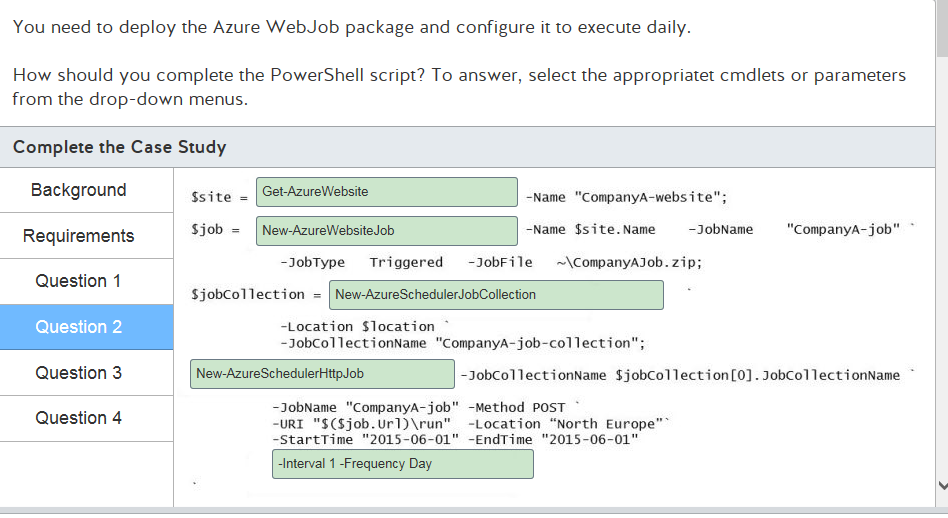 You need to deploy the Azure WebJob package and configure it to execute daily.
How should you complete the PowerShell script? To answer, select the appropriatet cmdlets or parameters
from the drop-down menus.
Complete the Case Study
Background
Requirements
Question 1
Question 2
Question 3
Question 4
$site = Get-AzureWebsite -Name "CompanyA-website";
$job = New-AzureWebsiteJob -Name $site.Name -JobName "CompanyA-job" `
-JobType Triggered -JobFile ~\CompanyAJob.zip;
$jobCollection = New-AzureSchedulerJobCollection `
-Location $location `
-JobCollectionName "CompanyA-job-collection";
New-AzureSchedulerHttpJob -JobCollectionName $jobCollection[0].JobCollectionName `
-JobName "CompanyA-job" -Method POST `
-URI "$($job.Url)\run" -Location "North Europe"`
-StartTime "2015-06-01" -EndTime "2015-06-01"
-Interval 1 -Frequency Day
`